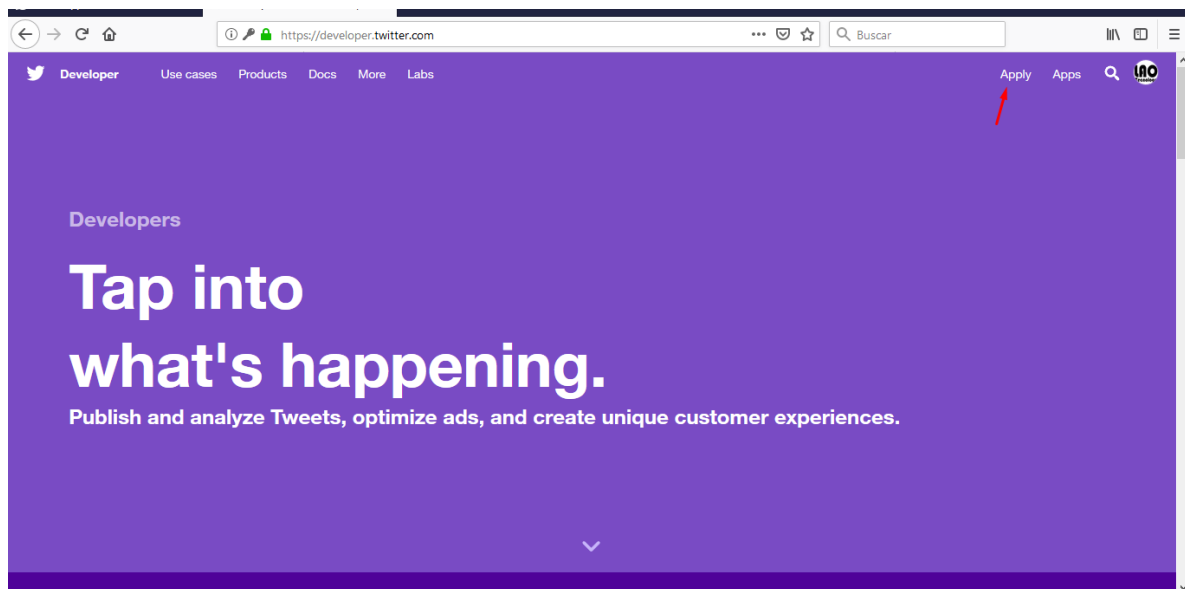 https://developer.twitter.com
Buscar
Developer Use cases Products Docs More Labs Apply Apps
LAO
Developers
Tap into
what's happening.
Publish and analyze Tweets, optimize ads, and create unique customer experiences.